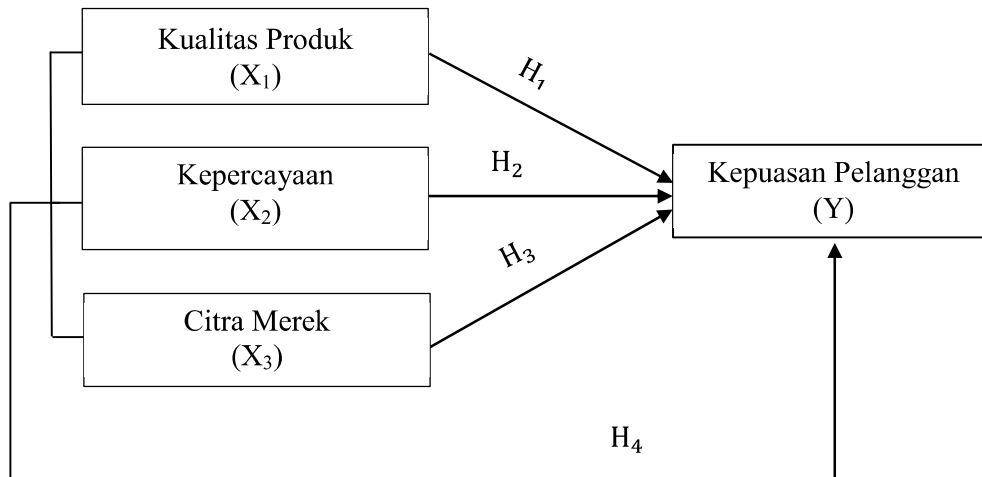 Kualitas Produk
(X₁)
H₁
Kepercayaan
(X₂)
H₂
Kepuasan Pelanggan
(Y)
H₃
Citra Merek
(X₃)
H₄